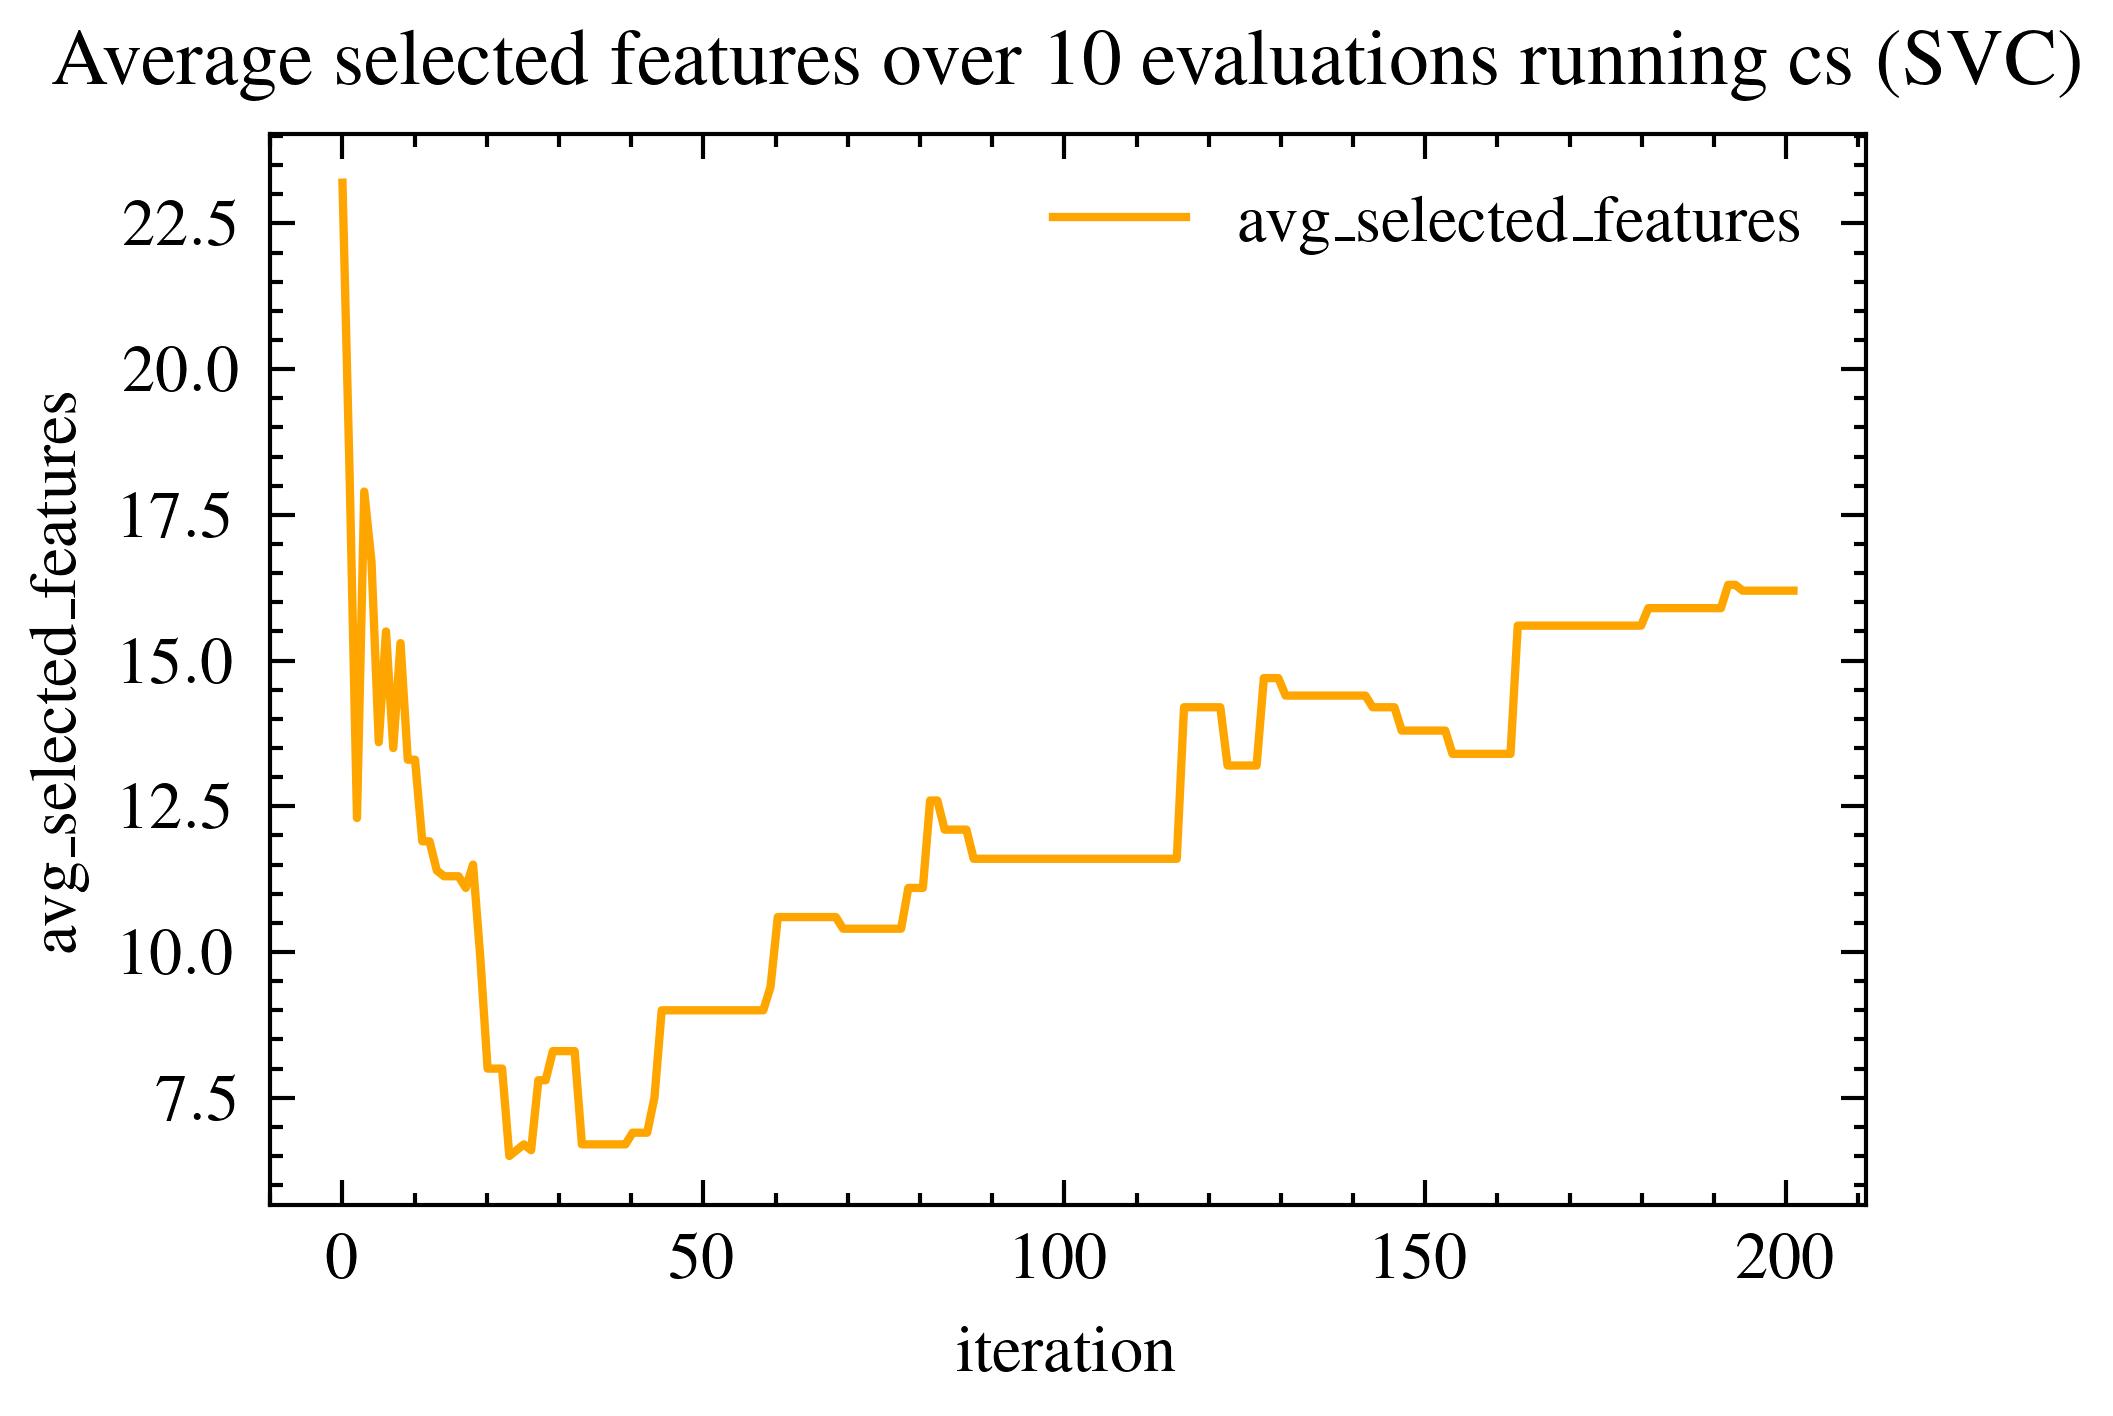 Average selected features over 10 evaluations running cs (SVC)
avg_selected_features
22.5
20.0
17.5
15.0
12.5
10.0
7.5
avg_selected_features
0 50 100 150 200
iteration